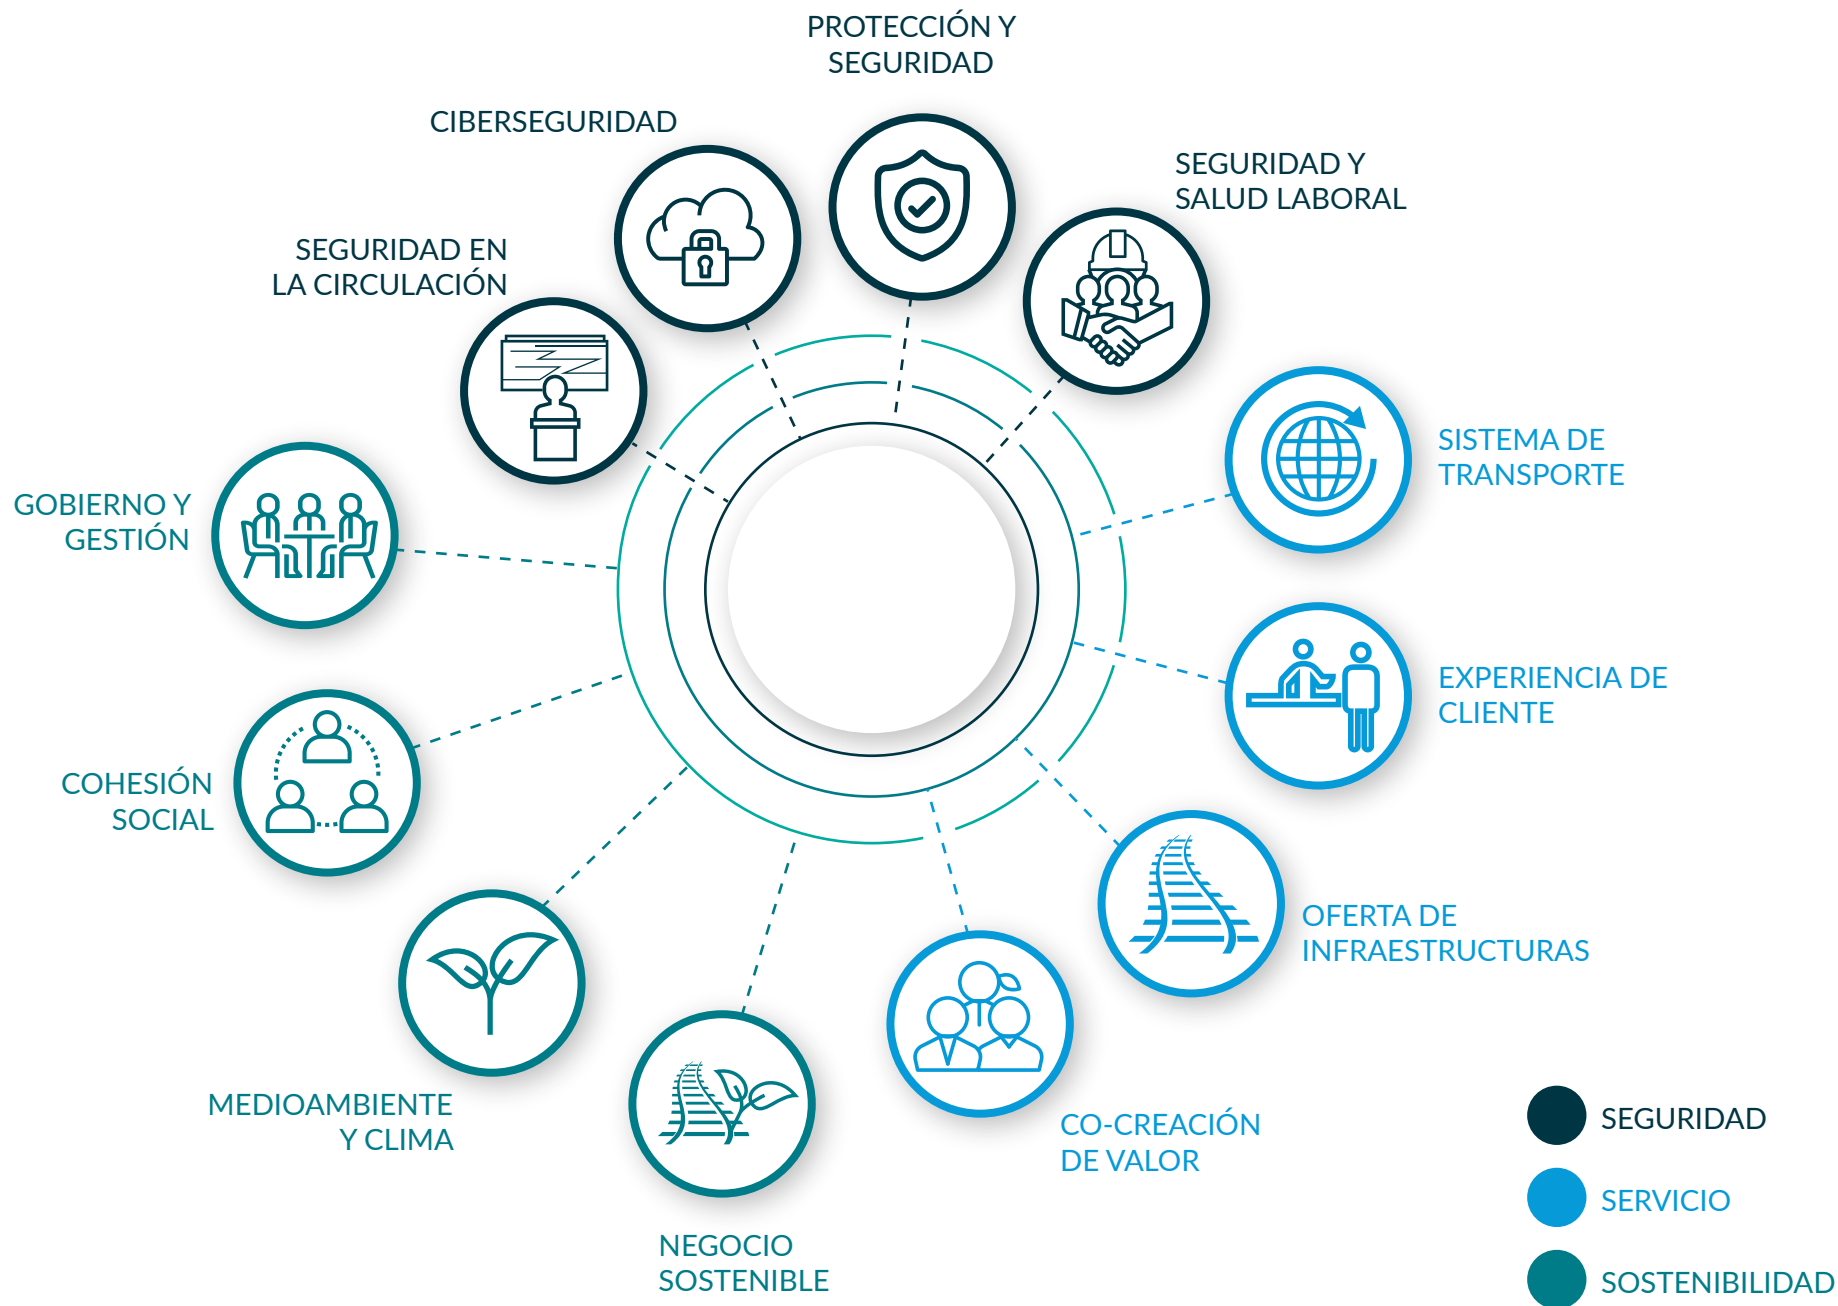 PROTECCIÓN Y
SEGURIDAD
CIBERSEGURIDAD
SEGURIDAD Y
SALUD LABORAL
SEGURIDAD EN
LA CIRCULACIÓN
SISTEMA DE
TRANSPORTE
GOBIERNO Y
GESTIÓN
EXPERIENCIA DE
CLIENTE
COHESIÓN
SOCIAL
OFERTA DE
INFRAESTRUCTURAS
MEDIOAMBIENTE
Y CLIMA
CO-CREACIÓN
DE VALOR
NEGOCIO
SOSTENIBLE
SEGURIDAD
SERVICIO
SOSTENIBILIDAD